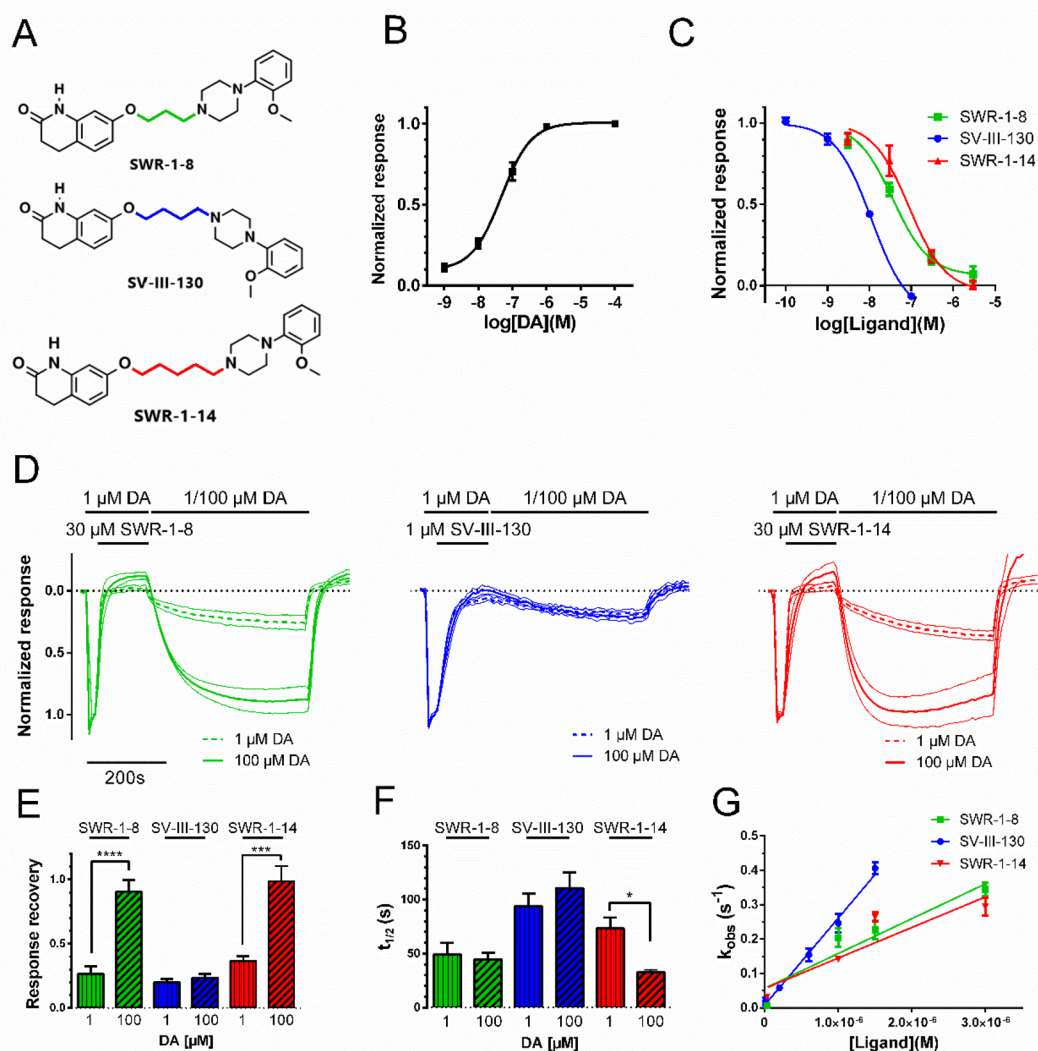 A
H
N
O
O
N
N
O
SWR-1-8
H
N
O
O
N
N
O
SV-III-130
H
N
O
O
N
N
O
SWR-1-14
B
Normalized response
1.0
0.5
0.0
-9 -8 -7 -6 -5 -4
log[DA](M)
C
SWR-1-8
SV-III-130
SWR-1-14
Normalized response
1.0
0.5
0.0
-10 -9 -8 -7 -6 -5
log[Ligand](M)
D
1 µM DA 1/100 µM DA
30 µM SWR-1-8
Normalized response
0.0
0.5
1.0
1 µM DA
100 µM DA
200s
1 µM DA 1/100 µM DA
1 µM SV-III-130
1 µM DA
100 µM DA
1 µM DA 1/100 µM DA
30 µM SWR-1-14
1 µM DA
100 µM DA
E
SWR-1-8 SV-III-130 SWR-1-14
**** ***
Response recovery
1.0
0.5
0.0
1 100 1 100 1 100
DA [µM]
F
SWR-1-8 SV-III-130 SWR-1-14
*
t1/2 (s)
150
100
50
0
1 100 1 100 1 100
DA [µM]
G
SWR-1-8
SV-III-130
SWR-1-14
kobs (s-1)
0.5
0.4
0.3
0.2
0.1
0.0
0 1.0×10-6 2.0×10-6 3.0×10-6
[Ligand](M)